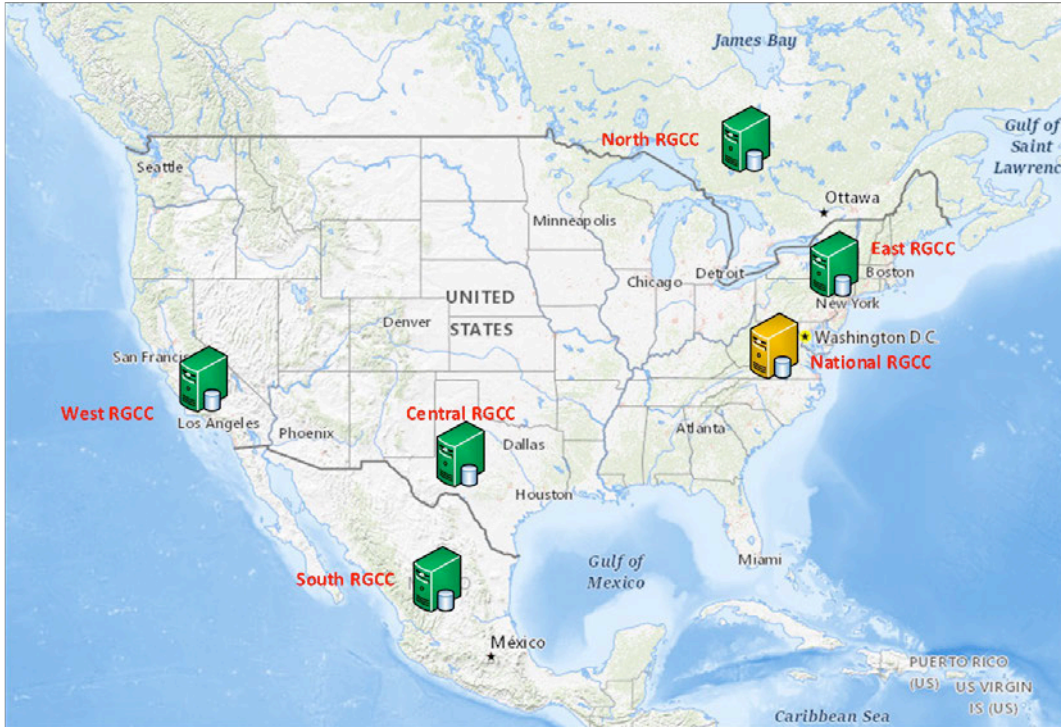 James Bay
Gulf of
Saint
Lawrenc
North RGCC
Seattle
Ottawa
Minneapolis
East RGCC
Boston
Detroit
Chicago
New York
UNITED
STATES
Denver
Washington D.C.
National RGCC
San Francis
West RGCC
Los Angeles
Phoenix
Central RGCC
Dallas
Atlanta
Houston
Gulf of
Mexico
Miami
South RGCC
México
PUERTO RICO
(US)
US VIRGIN
IS (US)
Caribbean Sea